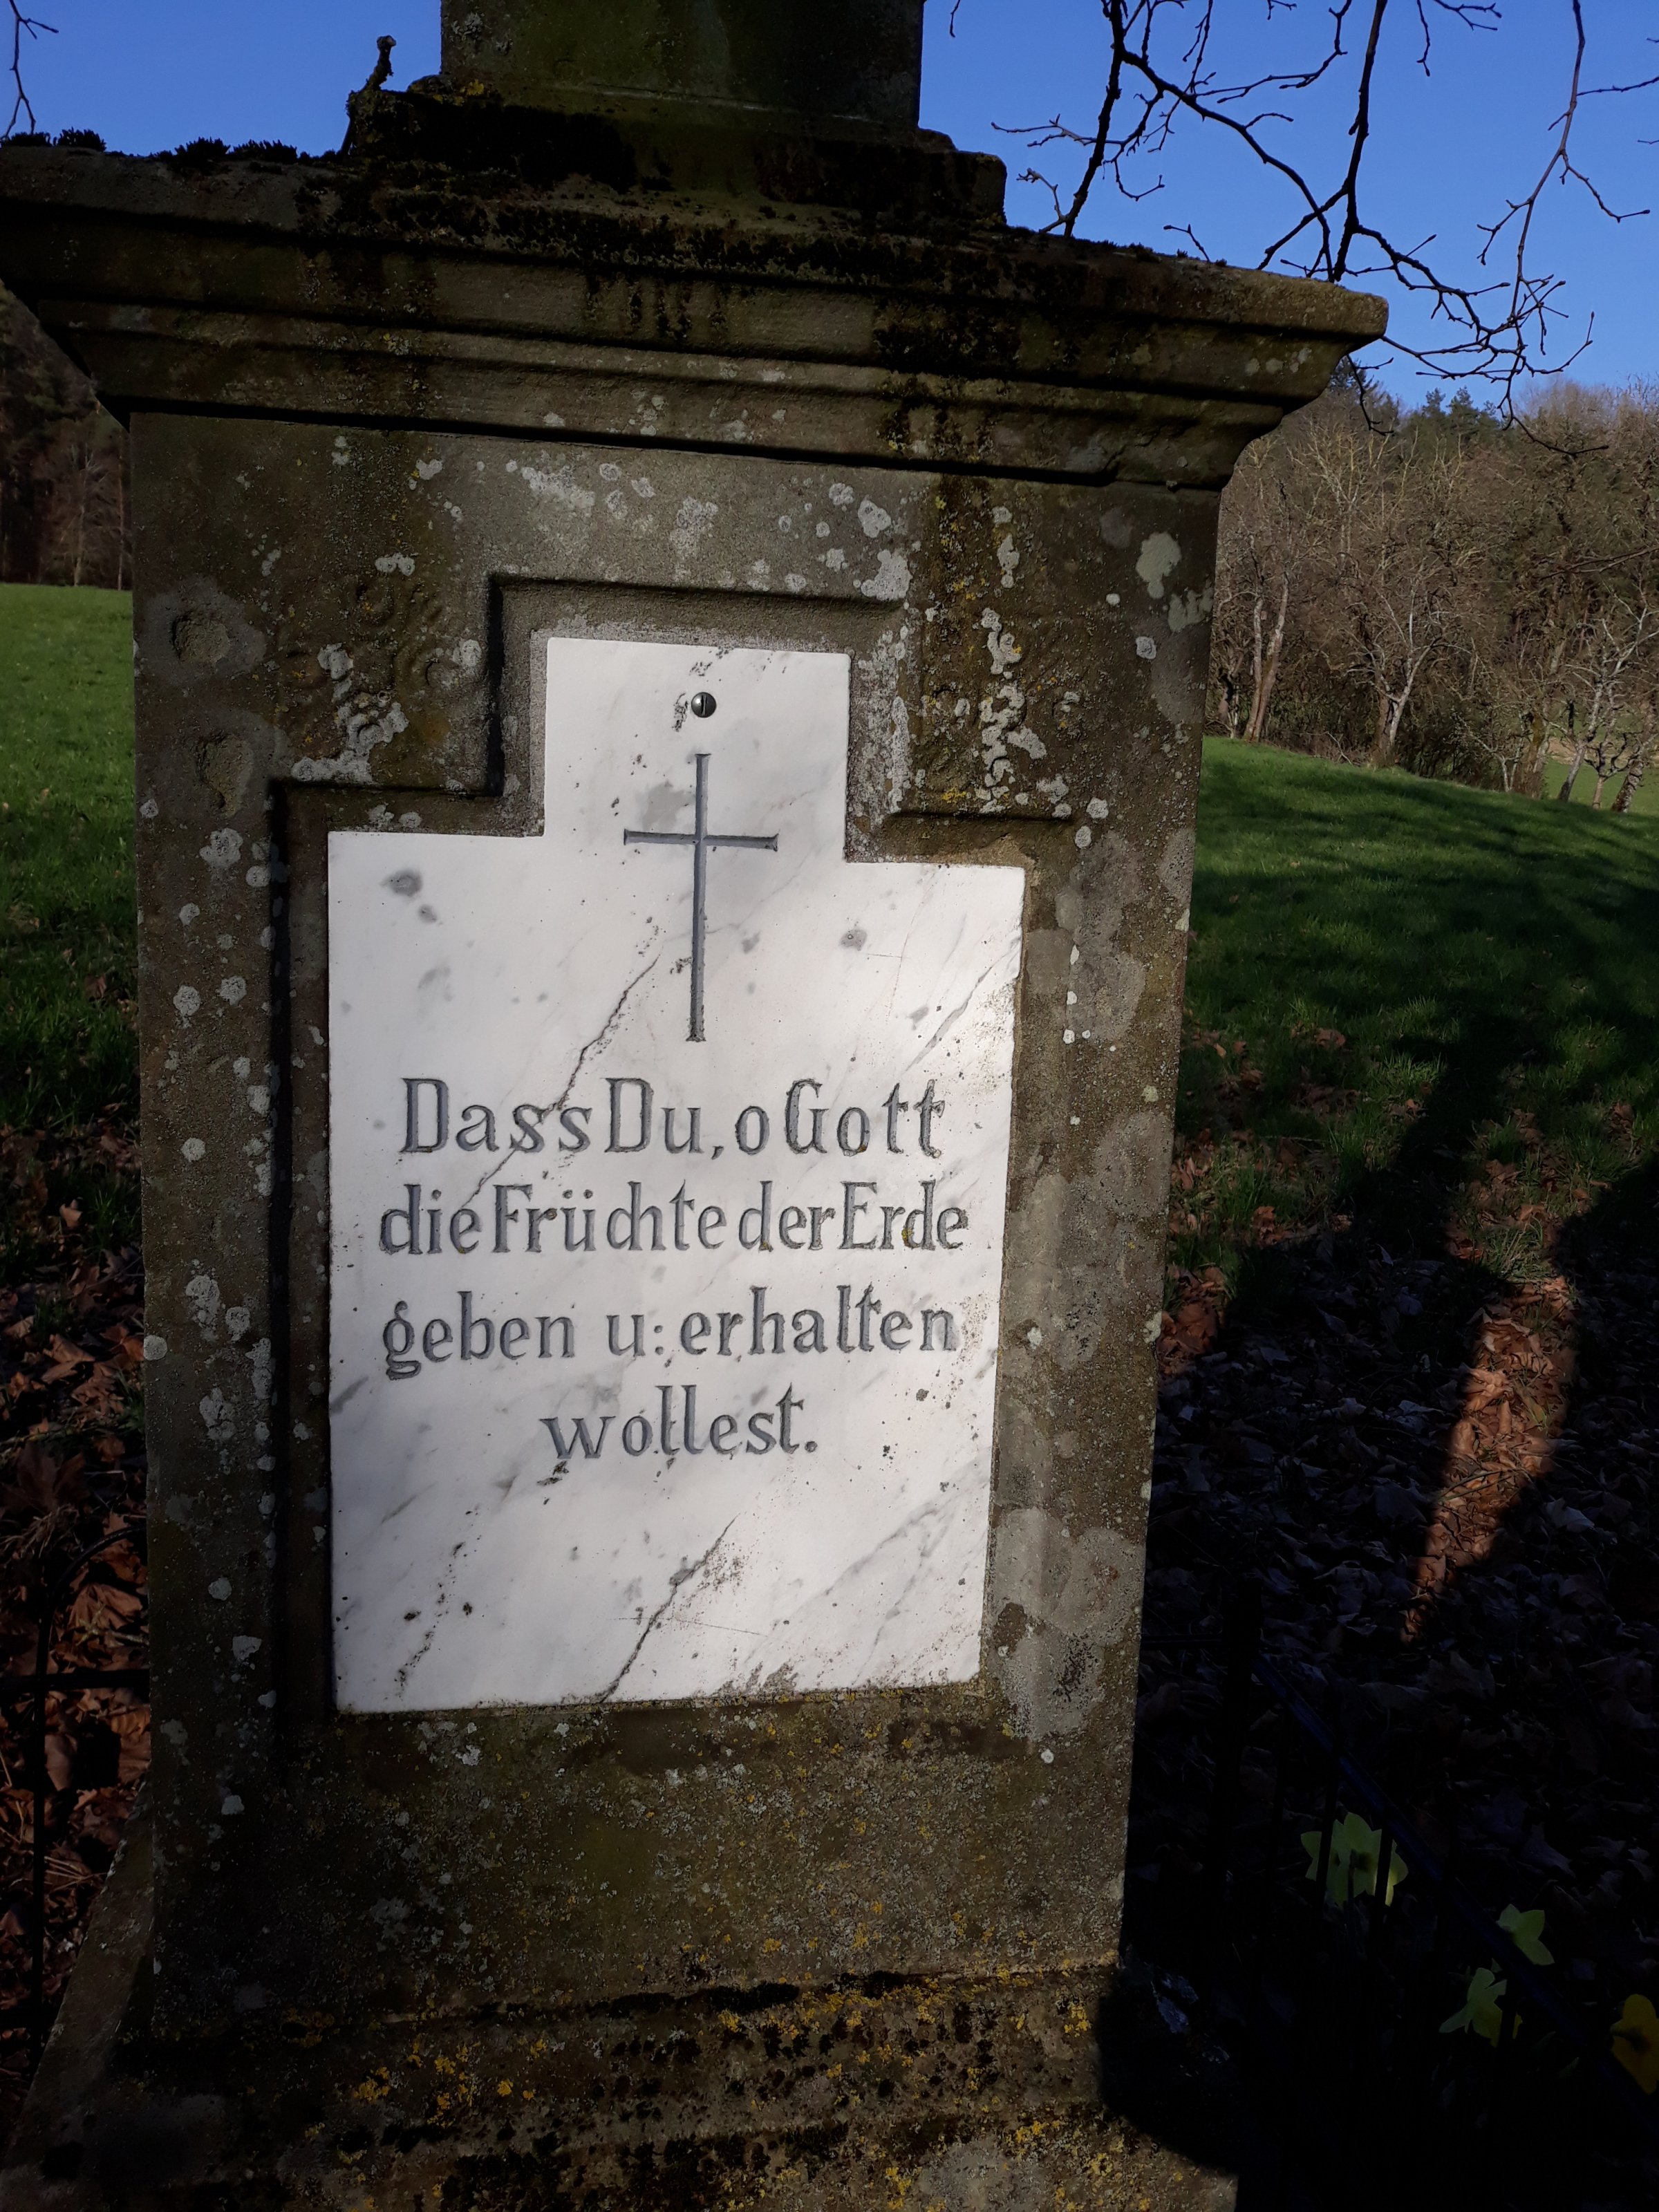 Dass Du, o Gott
die Früchte der Erde
geben u: erhalten
wollest.